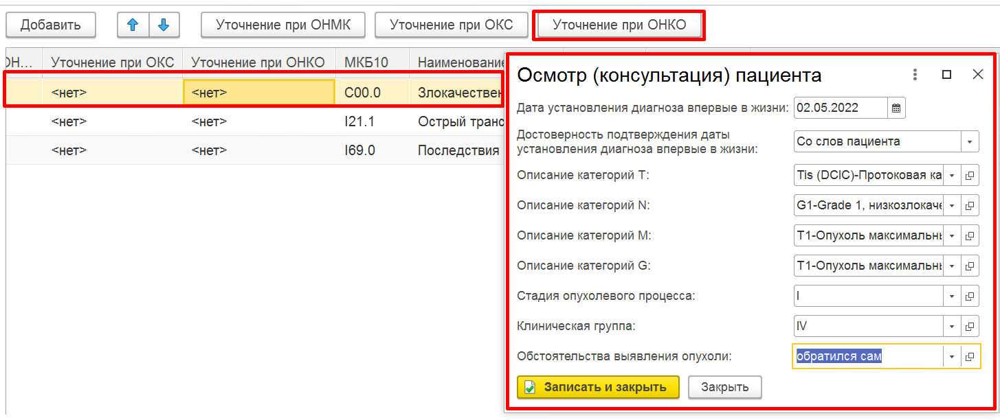 Добавить Уточнение при ОНМК Уточнение при ОКС Уточнение при ОНКО
ОН... Уточнение при ОКС Уточнение при ОНКО МКБ10 Наименование
<нет> <нет> C00.0 Злокачествен
<нет> <нет> I21.1 Острый транс
<нет> <нет> I69.0 Последствия
Осмотр (консультация) пациента
Дата установления диагноза впервые в жизни: 02.05.2022
Достоверность подтверждения даты
установления диагноза впервые в жизни: Со слов пациента
Описание категорий T: Tis (DCIC)-Протоковая ка
Описание категорий N: G1-Grade 1, низкозлокаче
Описание категорий M: T1-Опухоль максимальны
Описание категорий G: T1-Опухоль максимальны
Стадия опухолевого процесса: I
Клиническая группа: IV
Обстоятельства выявления опухоли: обратился сам
Записать и закрыть Закрыть